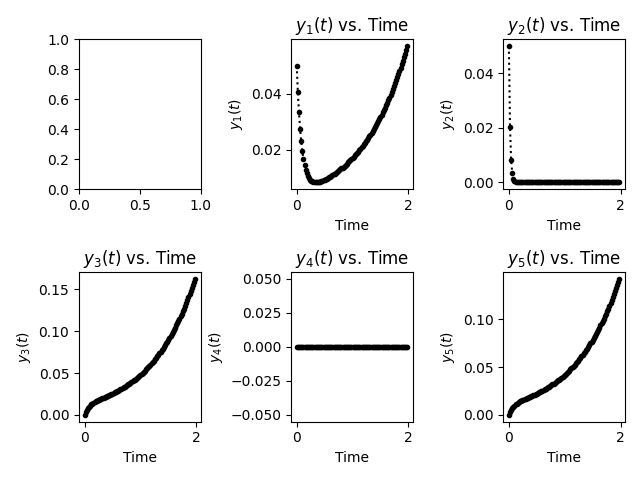 y₁(t) vs. Time
y₂(t) vs. Time
1.0
0.8
0.6
0.4
0.2
0.0
0.0 0.5 1.0
y₁(t)
0.04
0.02
0 2
Time
y₂(t)
0.04
0.02
0.00
0 2
Time
y₃(t) vs. Time
y₄(t) vs. Time
y₅(t) vs. Time
y₃(t)
0.15
0.10
0.05
0.00
0 2
Time
y₄(t)
0.050
0.025
0.000
−0.025
−0.050
0 2
Time
y₅(t)
0.10
0.05
0.00
0 2
Time